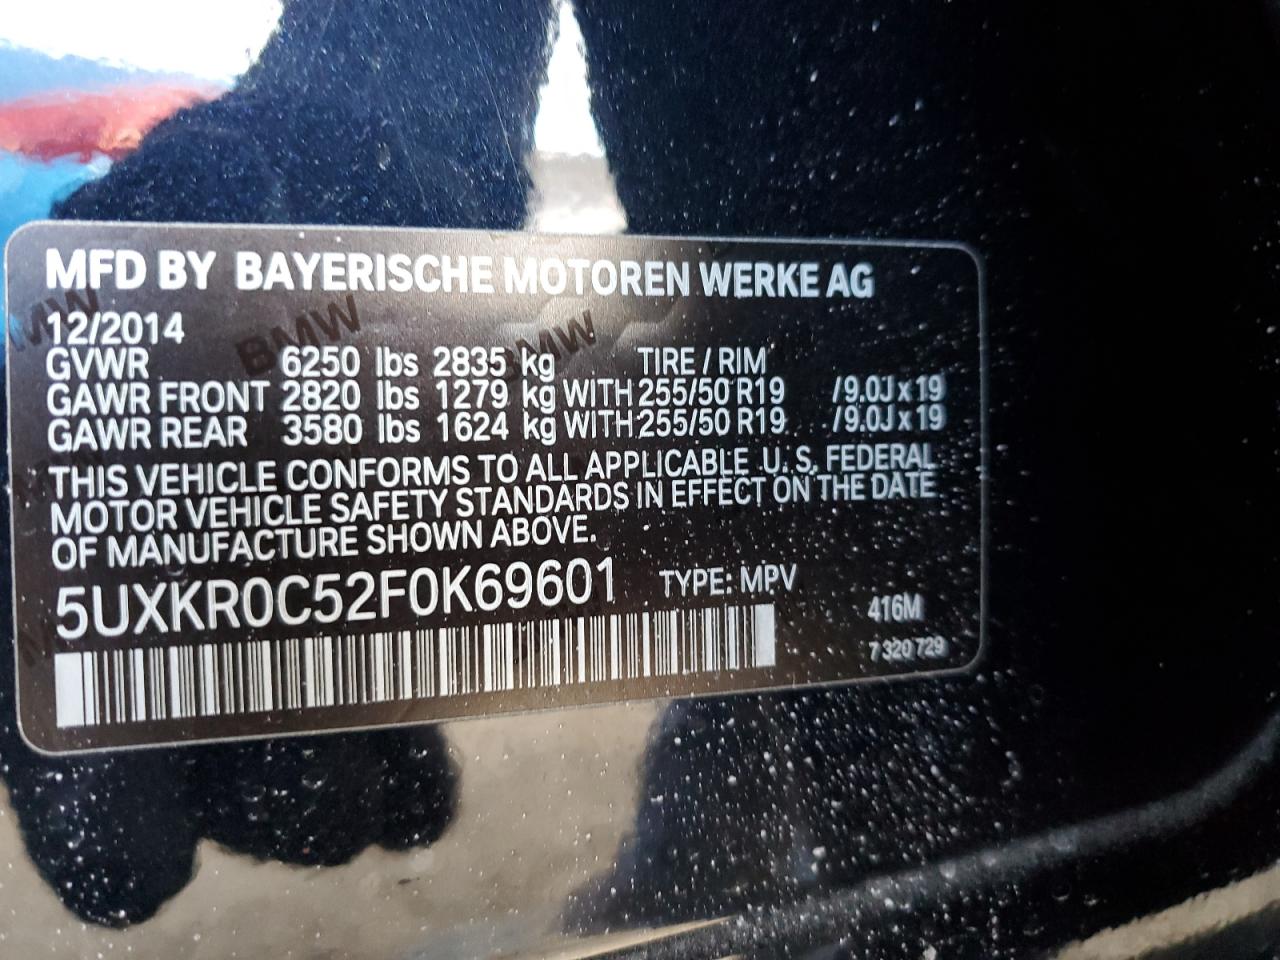 MFD BY BAYERISCHE MOTOREN WERKE AG
12/2014
GVWR 6250 lbs 2835 kg TIRE / RIM
GAWR FRONT 2820 lbs 1279 kg WITH 255/50 R19 /9.0J x 19
GAWR REAR 3580 lbs 1624 kg WITH 255/50 R19 /9.0J x 19
THIS VEHICLE CONFORMS TO ALL APPLICABLE U.S. FEDERAL
MOTOR VEHICLE SAFETY STANDARDS IN EFFECT ON THE DATE
OF MANUFACTURE SHOWN ABOVE.
5UXKR0C52F0K69601 TYPE: MPV
416M
7 320 729
BMW
BMW
BMW